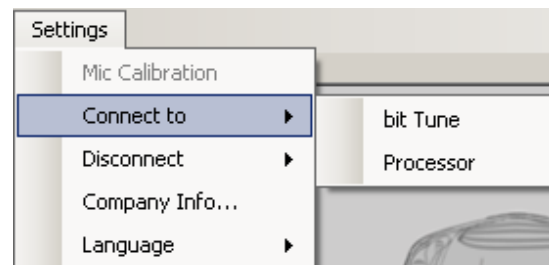 Settings
Mic Calibration
Connect to
bit Tune
Disconnect
Processor
Company Info...
Language